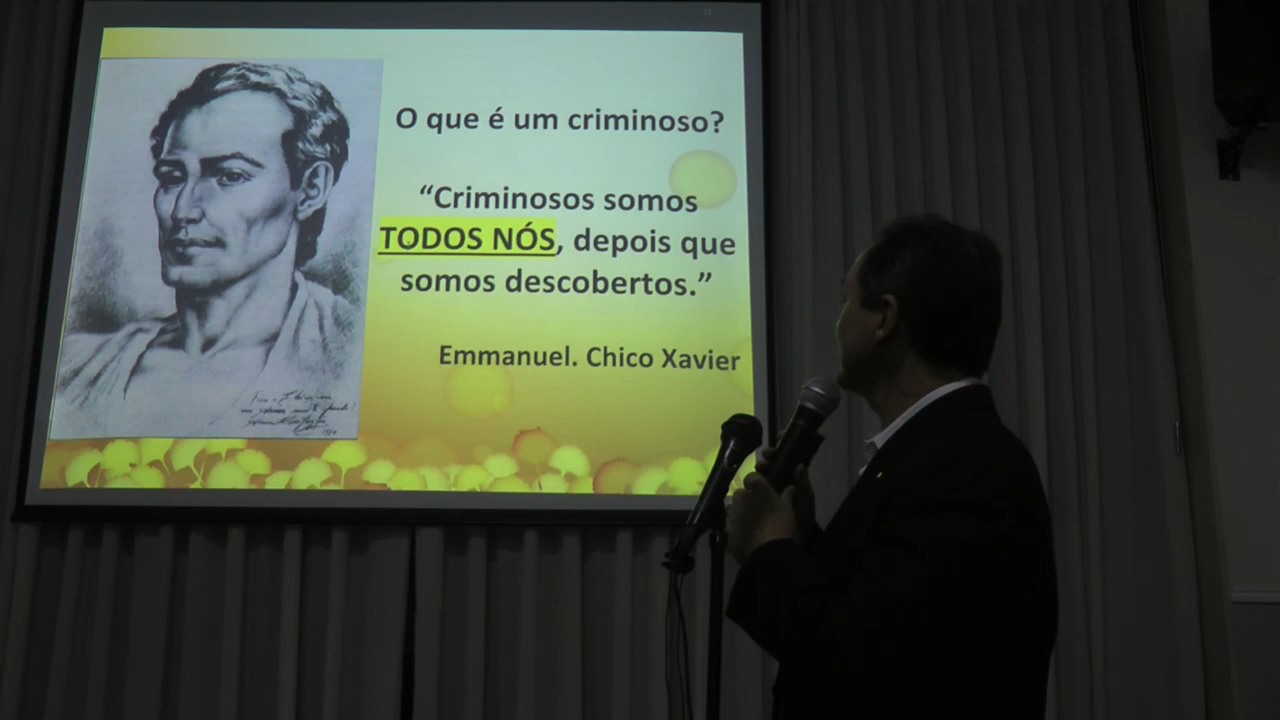 O que é um criminoso?
“Criminosos somos
TODOS NÓS, depois que
somos descobertos.”
Emmanuel. Chico Xavier